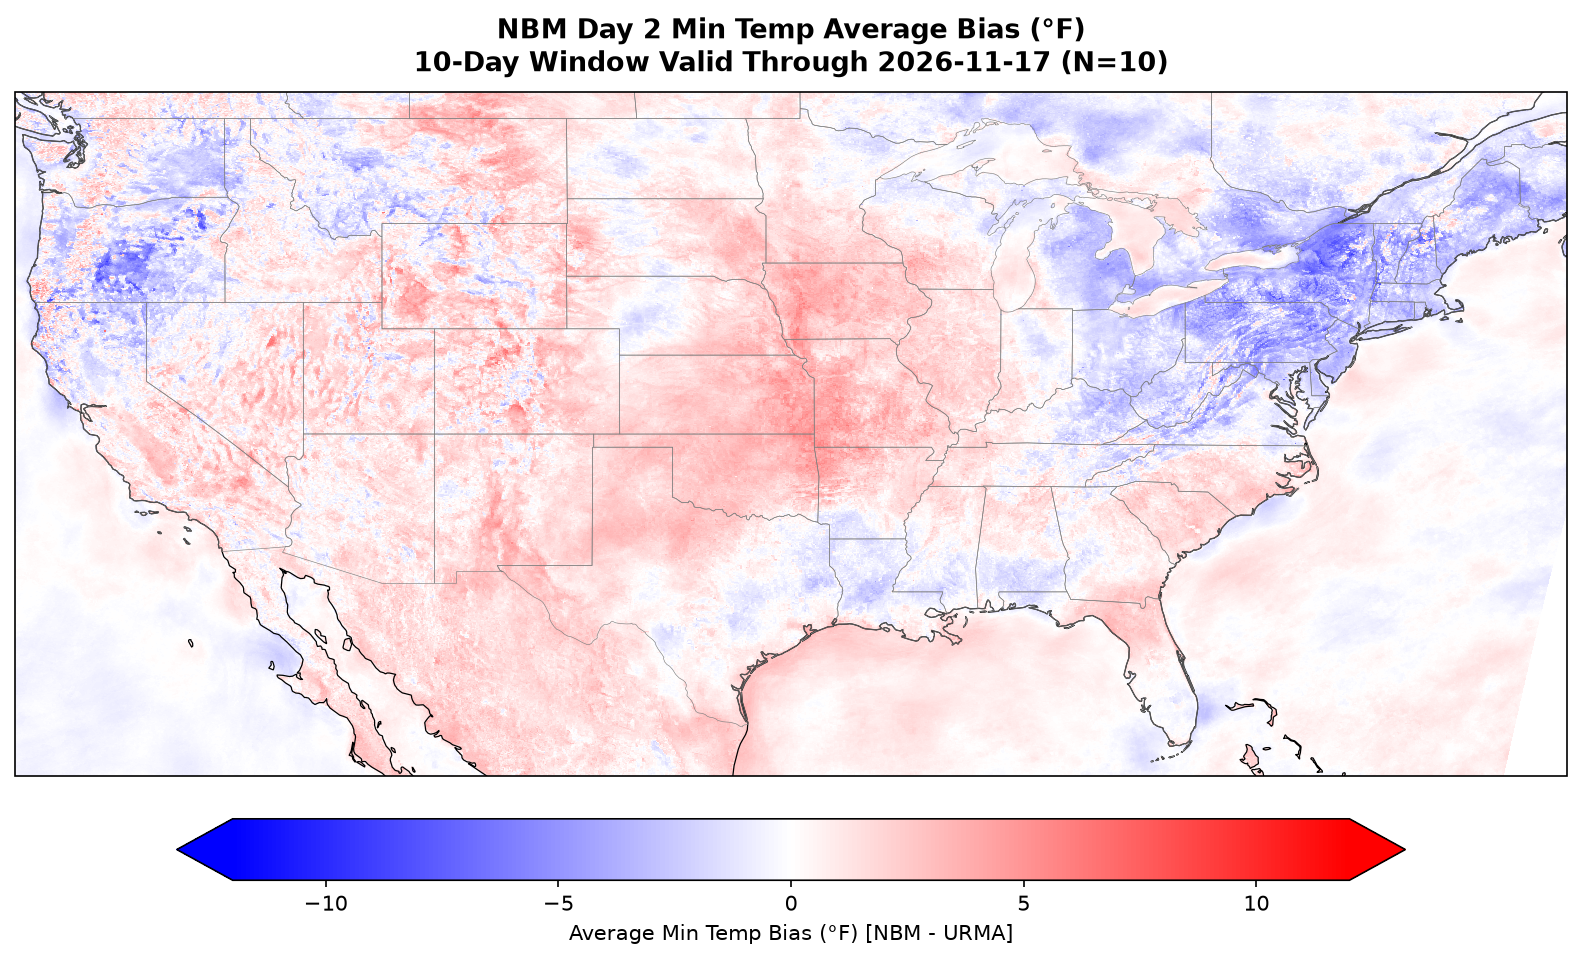 NBM Day 2 Min Temp Average Bias (°F)
10-Day Window Valid Through 2026-11-17 (N=10)
−10 −5 0 5 10
Average Min Temp Bias (°F) [NBM - URMA]